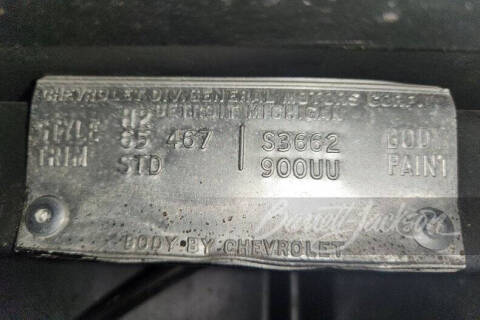 CHEVROLET DIV. GENERAL MOTORS CORP.
H2 DETROIT MICHIGAN
STYLE 65 467 S3662 BODY
TRIM STD 900UU PAINT
BODY BY CHEVROLET
Barrett-Jackson